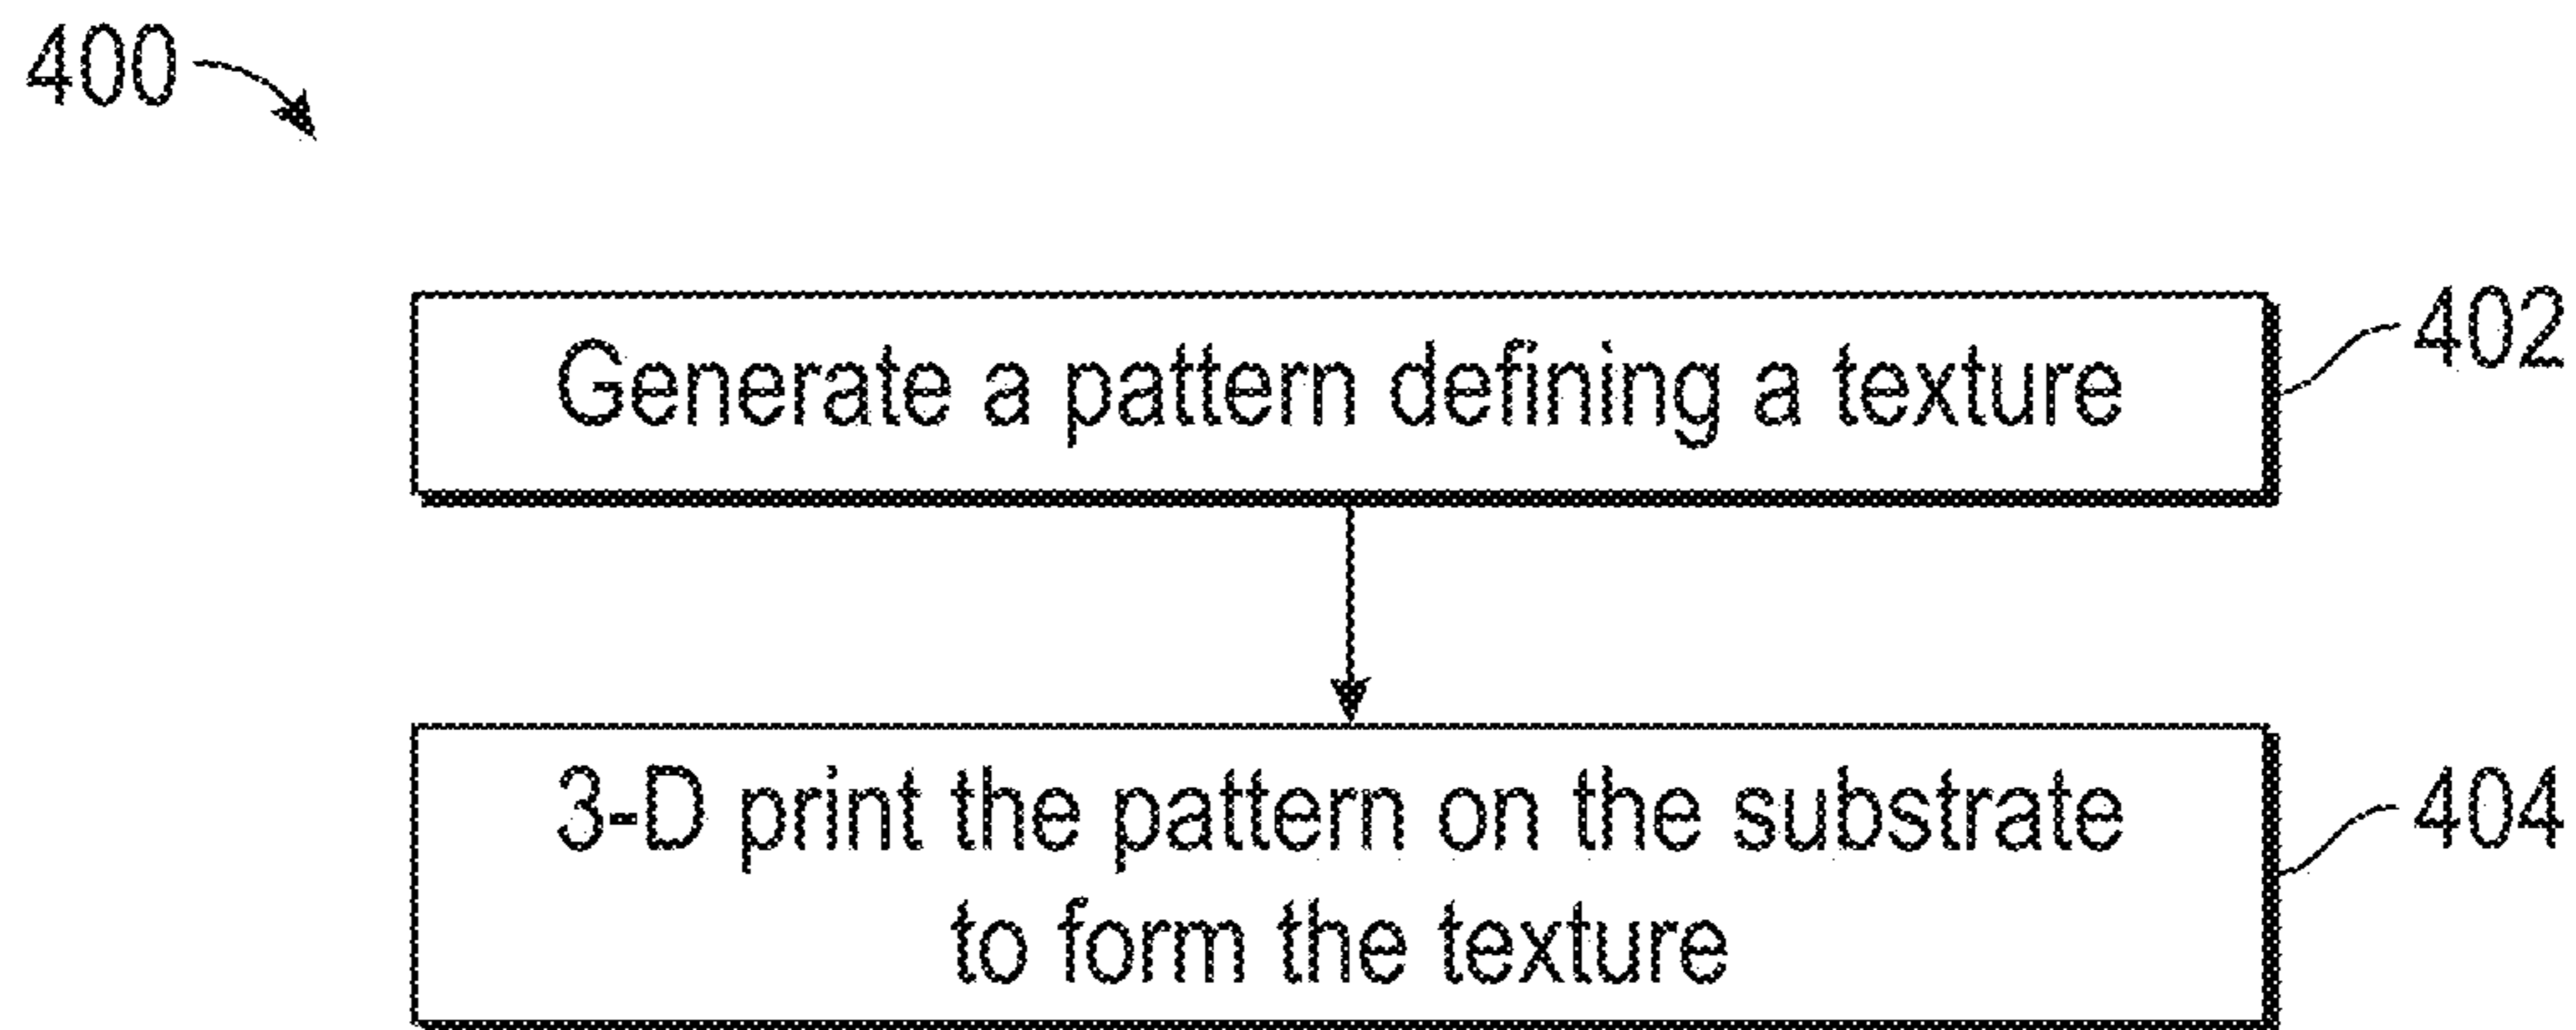 400
Generate a pattern defining a texture
402
3-D print the pattern on the substrate
404
to form the texture